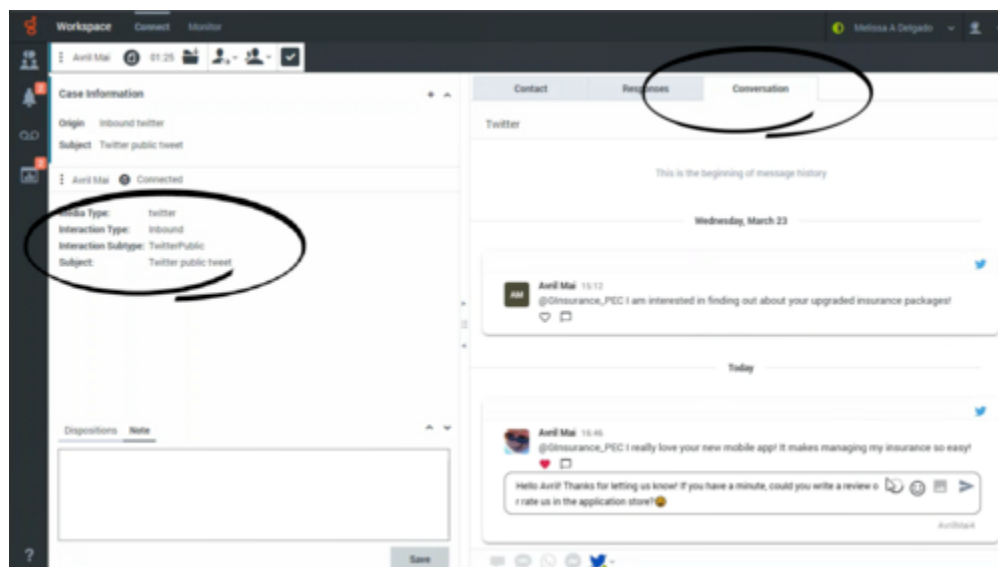 Workspace Connect Monitor
Melissa A Delgado
Avril Mai 01:25
Case Information
Origin Inbound twitter
Subject Twitter public tweet
Avril Mai Connected
Media Type: twitter
Interaction Type: Inbound
Interaction Subtype: TwitterPublic
Subject: Twitter public tweet
Dispositions Note
Save
?
Contact Responses Conversation
Twitter
This is the beginning of message history
Wednesday, March 23
AM
Avril Mai 15:12
@GInsurance_PEC I am interested in finding out about your upgraded insurance packages!
Today
Avril Mai 16:46
@GInsurance_PEC I really love your new mobile app! It makes managing my insurance so easy!
Hello Avril! Thanks for letting us know! If you have a minute, could you write a review o
r rate us in the application store?😀
AvrilMai4